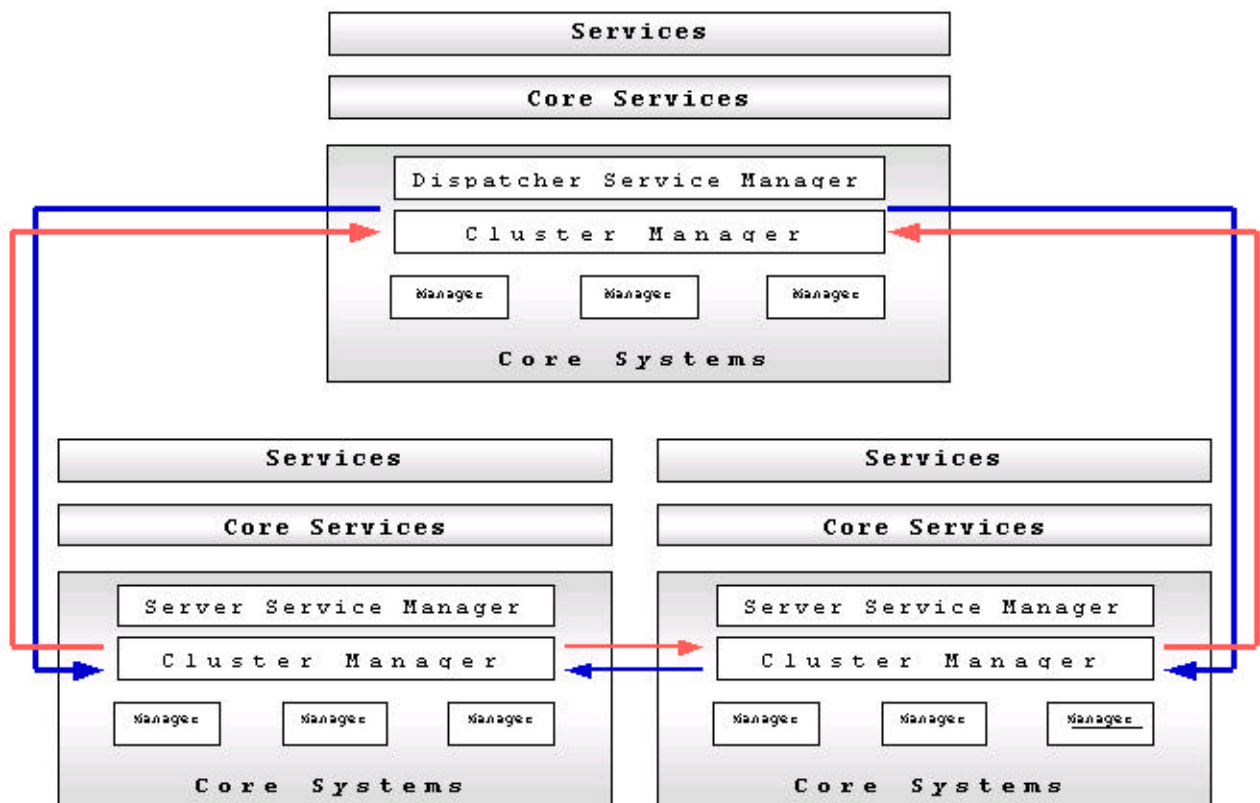 Services
Core Services
Dispatcher Service Manager
Cluster Manager
Manager Manager Manager
Core Systems
Services
Core Services
Server Service Manager
Cluster Manager
Manager Manager Manager
Core Systems
Services
Core Services
Server Service Manager
Cluster Manager
Manager Manager Manager
Core Systems